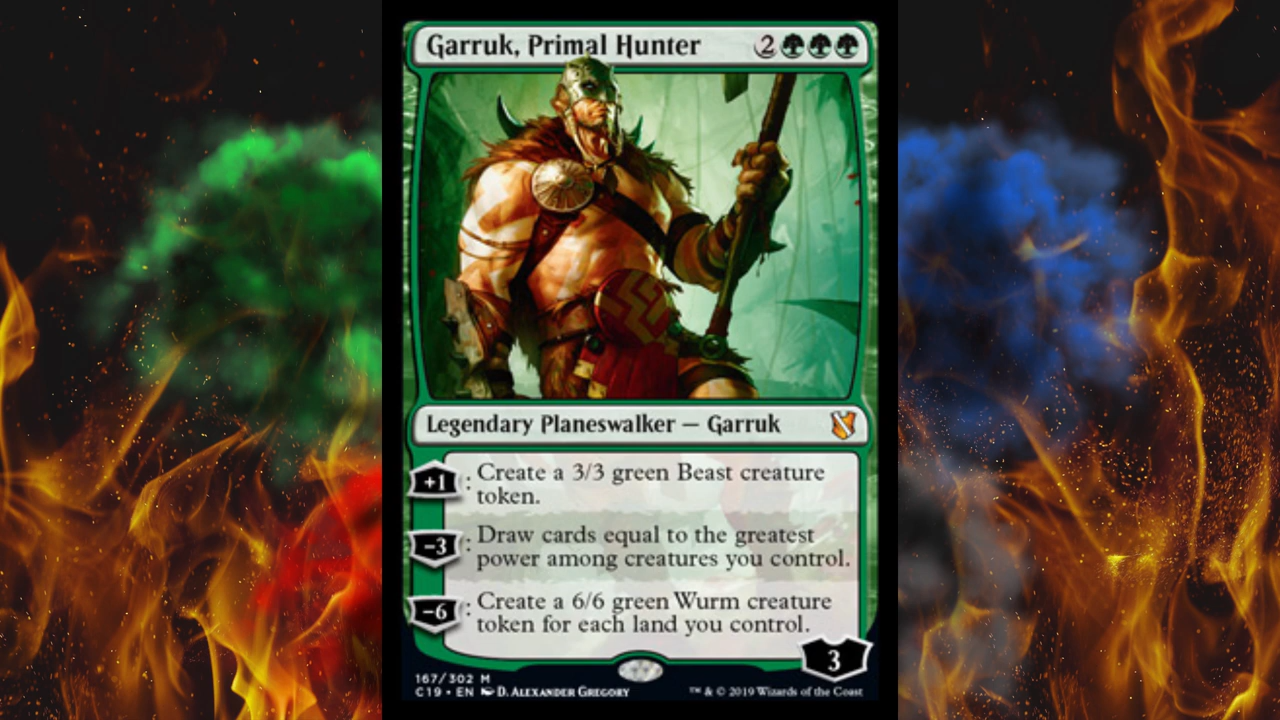 Garruk, Primal Hunter 2
Legendary Planeswalker — Garruk
+1: Create a 3/3 green Beast creature
token.
−3: Draw cards equal to the greatest
power among creatures you control.
−6: Create a 6/6 green Wurm creature
token for each land you control.
3
167/302 M
C19 • EN D. Alexander Gregory
™ & © 2019 Wizards of the Coast